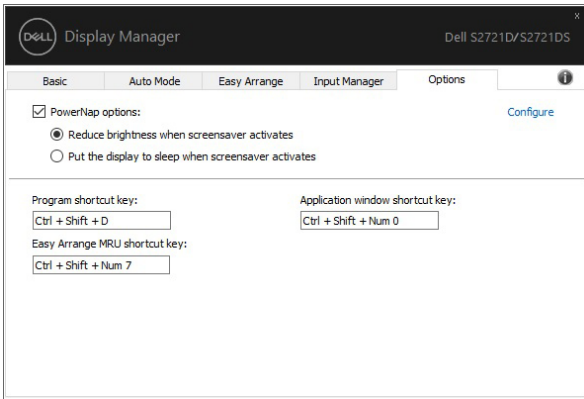 DELL Display Manager
Dell S2721D/S2721DS
Basic
Auto Mode
Easy Arrange
Input Manager
Options
PowerNap options:
Configure
Reduce brightness when screensaver activates
Put the display to sleep when screensaver activates
Program shortcut key:
Application window shortcut key:
Ctrl + Shift + D
Ctrl + Shift + Num 0
Easy Arrange MRU shortcut key:
Ctrl + Shift + Num 7